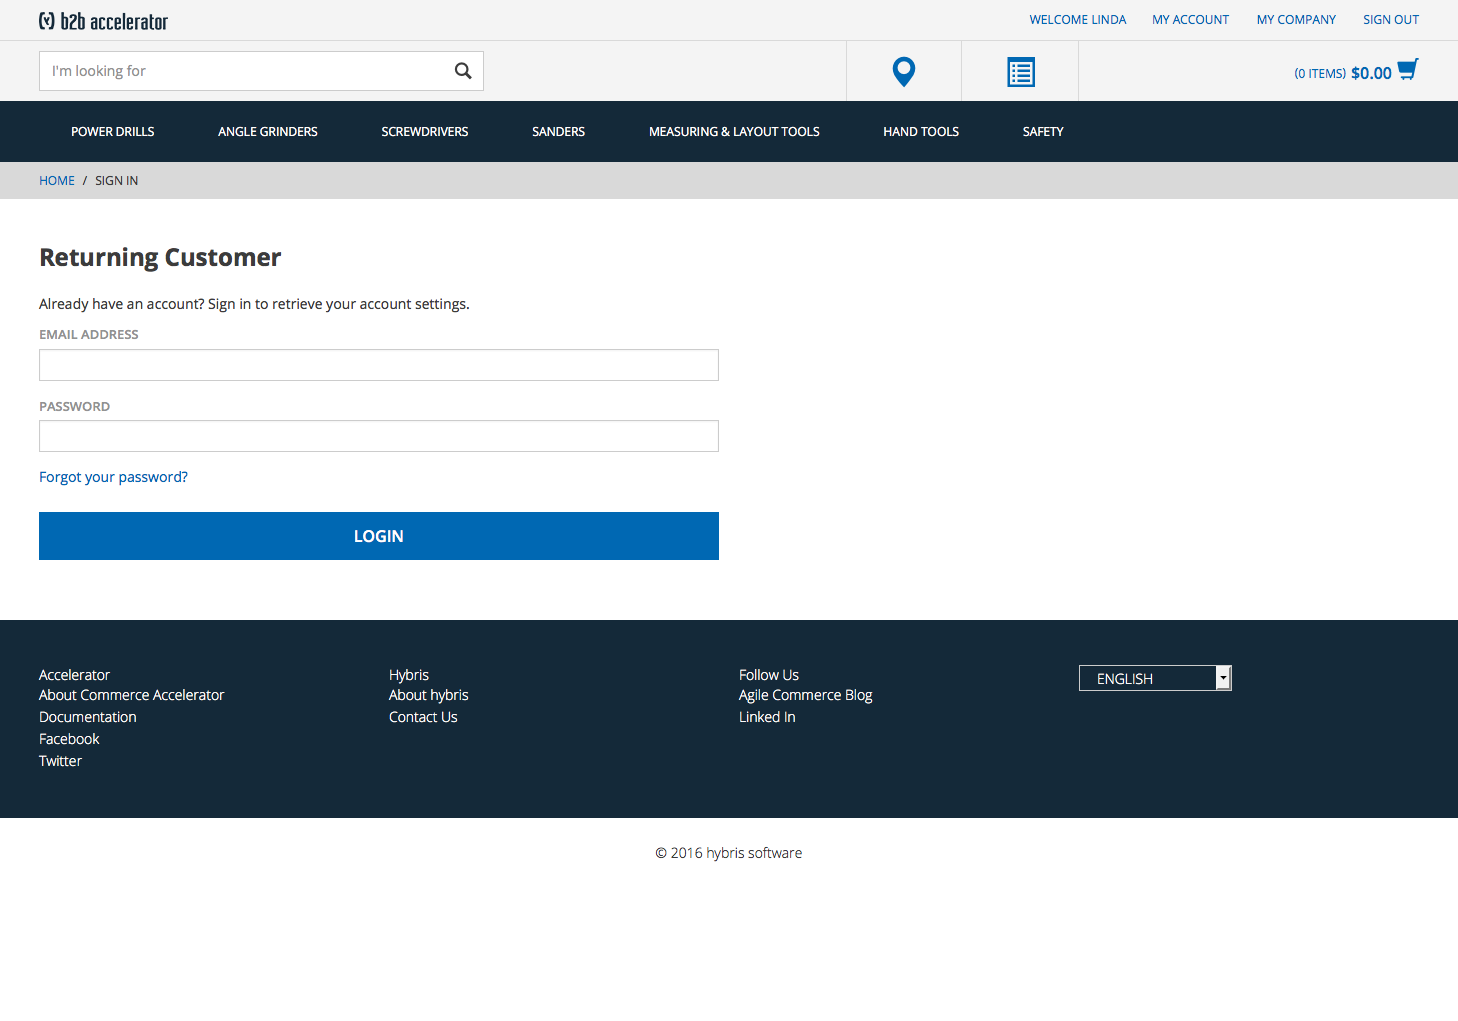 b2b accelerator
WELCOME LINDA MY ACCOUNT MY COMPANY SIGN OUT
I'm looking for
(0 ITEMS) $0.00
POWER DRILLS ANGLE GRINDERS SCREWDRIVERS SANDERS MEASURING & LAYOUT TOOLS HAND TOOLS SAFETY
HOME / SIGN IN
Returning Customer
Already have an account? Sign in to retrieve your account settings.
EMAIL ADDRESS
PASSWORD
Forgot your password?
LOGIN
Accelerator
About Commerce Accelerator
Documentation
Facebook
Twitter
Hybris
About hybris
Contact Us
Follow Us
Agile Commerce Blog
Linked In
ENGLISH
© 2016 hybris software